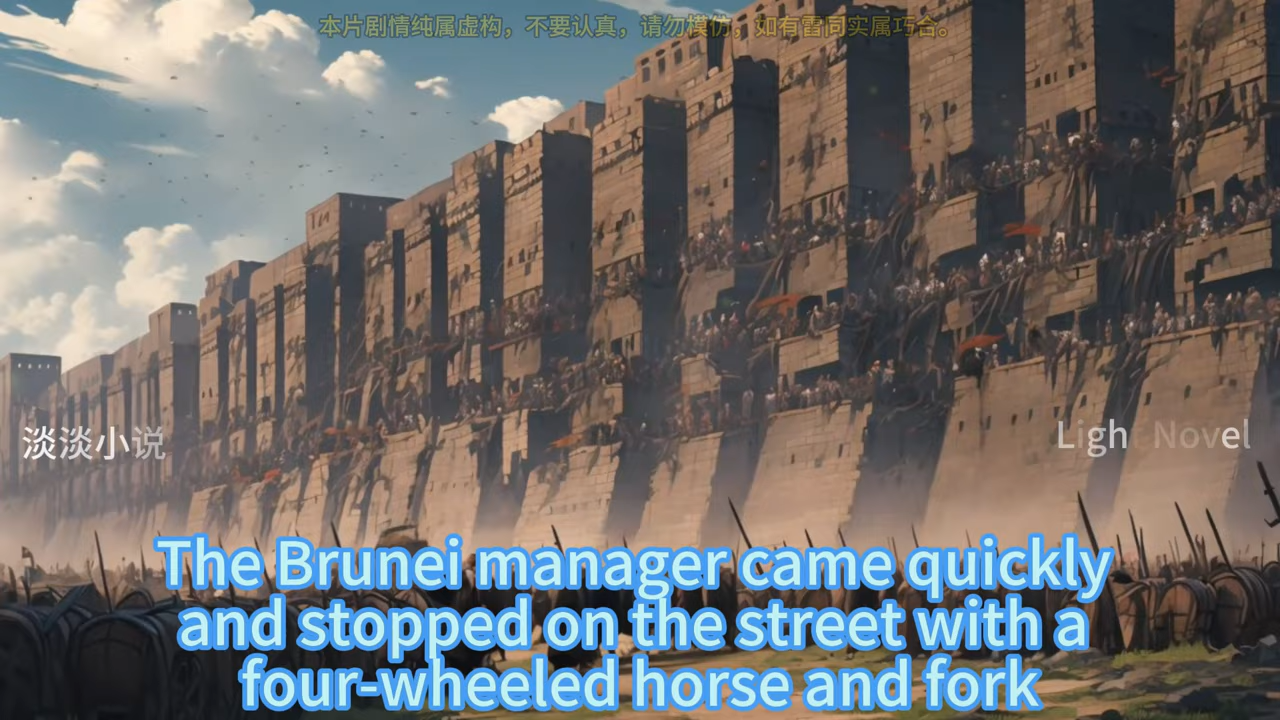 本片剧情纯属虚构，不要认真，请勿模仿，如有雷同实属巧合。
淡淡小说
Light Novel
The Brunei manager came quickly
and stopped on the street with a
four-wheeled horse and fork